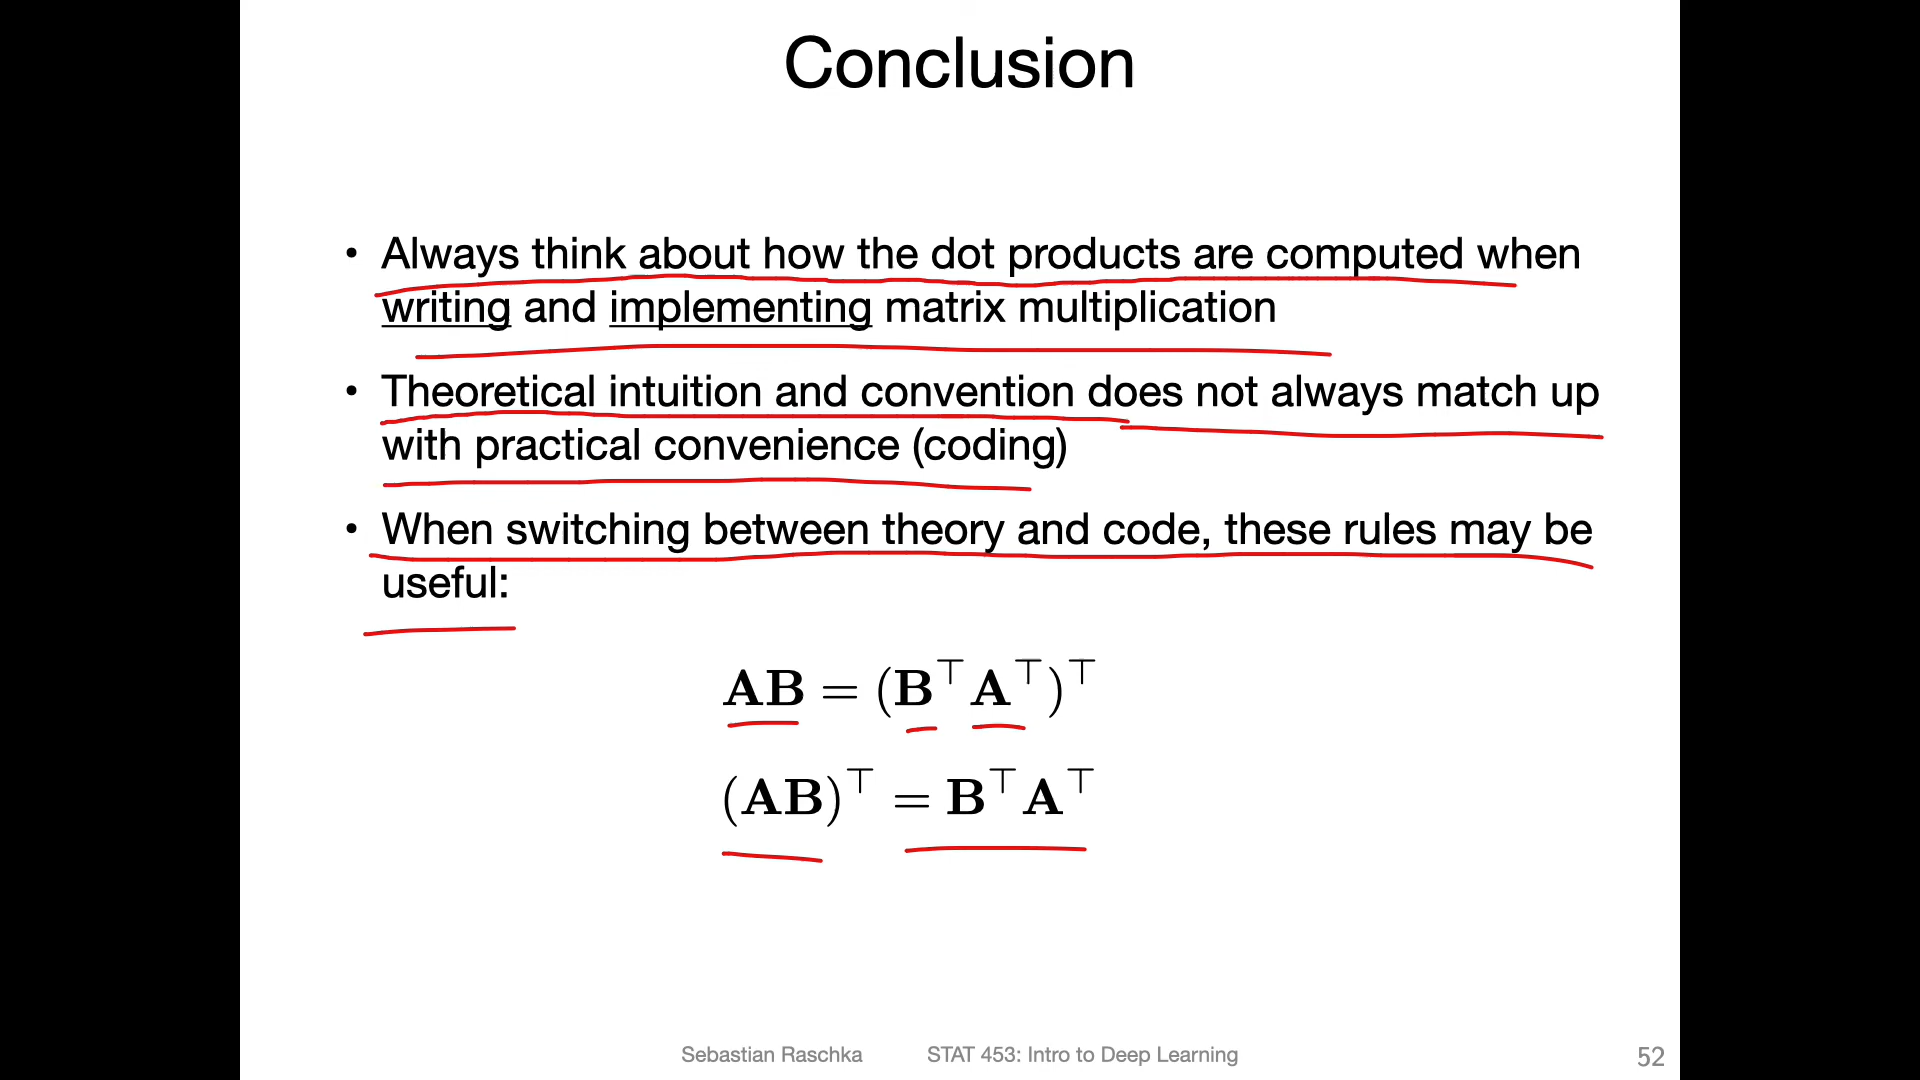 Conclusion
• Always think about how the dot products are computed when
writing and implementing matrix multiplication
• Theoretical intuition and convention does not always match up
with practical convenience (coding)
• When switching between theory and code, these rules may be
useful:
AB = (B⊤A⊤)⊤
(AB)⊤ = B⊤A⊤
Sebastian Raschka STAT 453: Intro to Deep Learning 52